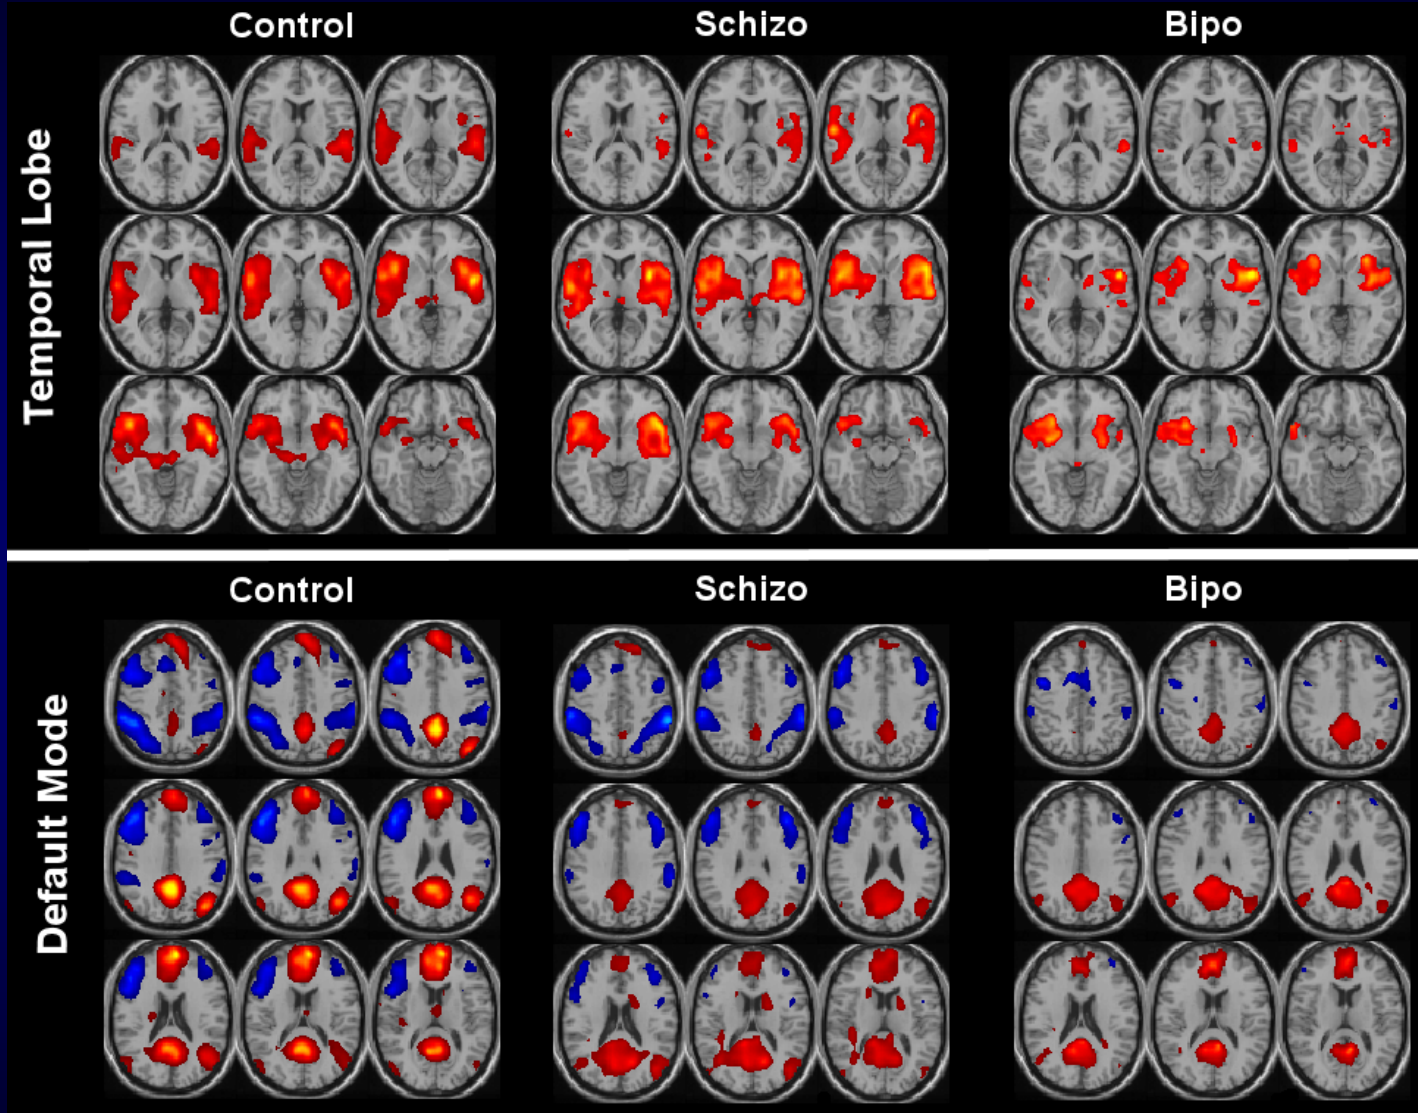 Control
Schizo
Bipo
Temporal Lobe
Control
Schizo
Bipo
Default Mode